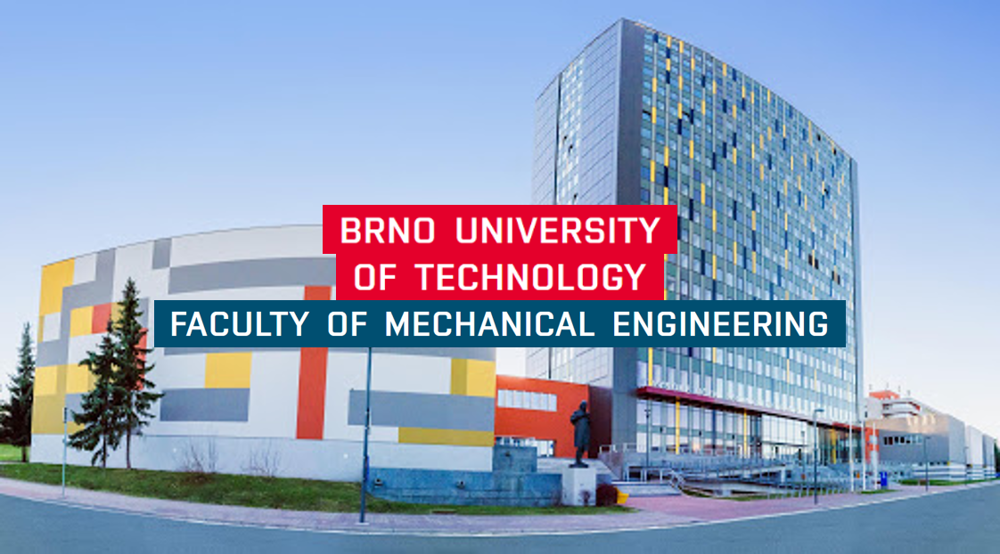 BRNO UNIVERSITY
OF TECHNOLOGY
FACULTY OF MECHANICAL ENGINEERING